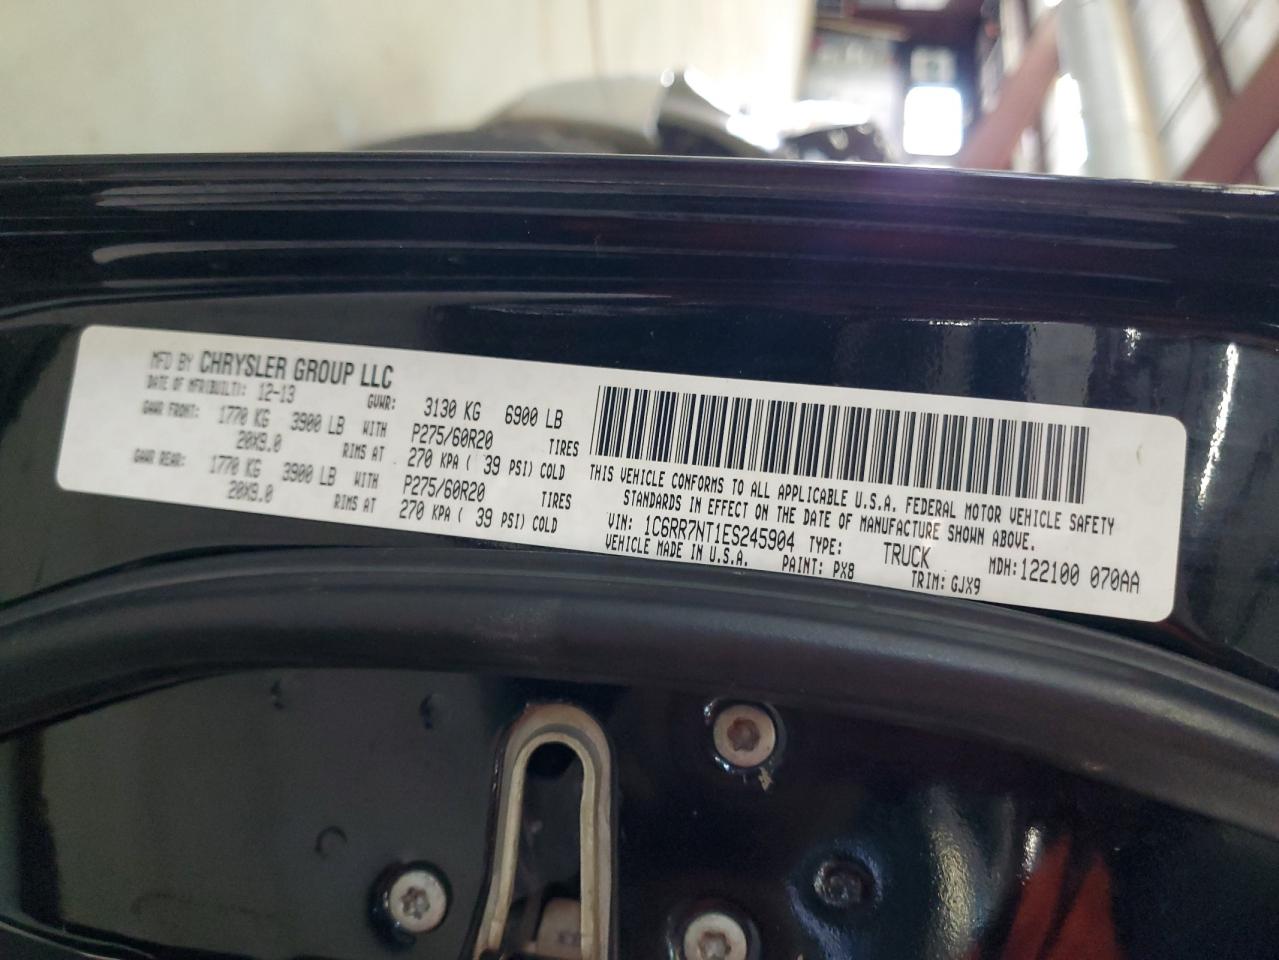 MFD BY CHRYSLER GROUP LLC
DATE OF MFR(BUILT): 12-13 GVWR: 3130 KG 6900 LB
GAWR FRONT: 1770 KG 3900 LB WITH P275/60R20 TIRES
20X9.0 RIMS AT 270 KPA ( 39 PSI) COLD
GAWR REAR: 1770 KG 3900 LB WITH P275/60R20 TIRES
20X9.0 RIMS AT 270 KPA ( 39 PSI) COLD
THIS VEHICLE CONFORMS TO ALL APPLICABLE U.S.A. FEDERAL MOTOR VEHICLE SAFETY
STANDARDS IN EFFECT ON THE DATE OF MANUFACTURE SHOWN ABOVE.
VIN: 1C6RR7NT1ES245904 TYPE: TRUCK MDH: 122100 070AA
VEHICLE MADE IN U.S.A. PAINT: PX8 TRIM: GJX9